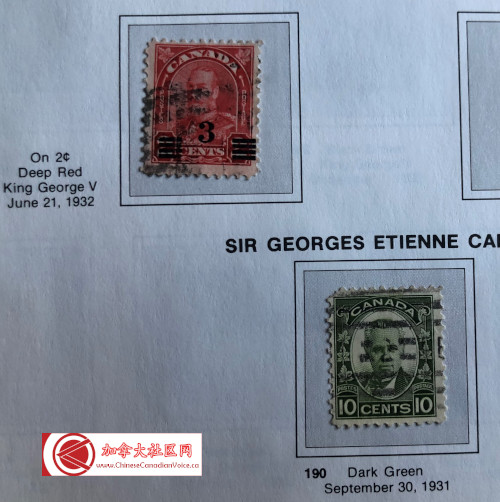 CANADA
3
CENTS
On 2¢
Deep Red
King George V
June 21, 1932
SIR GEORGES ETIENNE CAR
CANADA
10 CENTS 10
190 Dark Green
September 30, 1931
加拿大社区网
www.ChineseCanadianVoice.ca